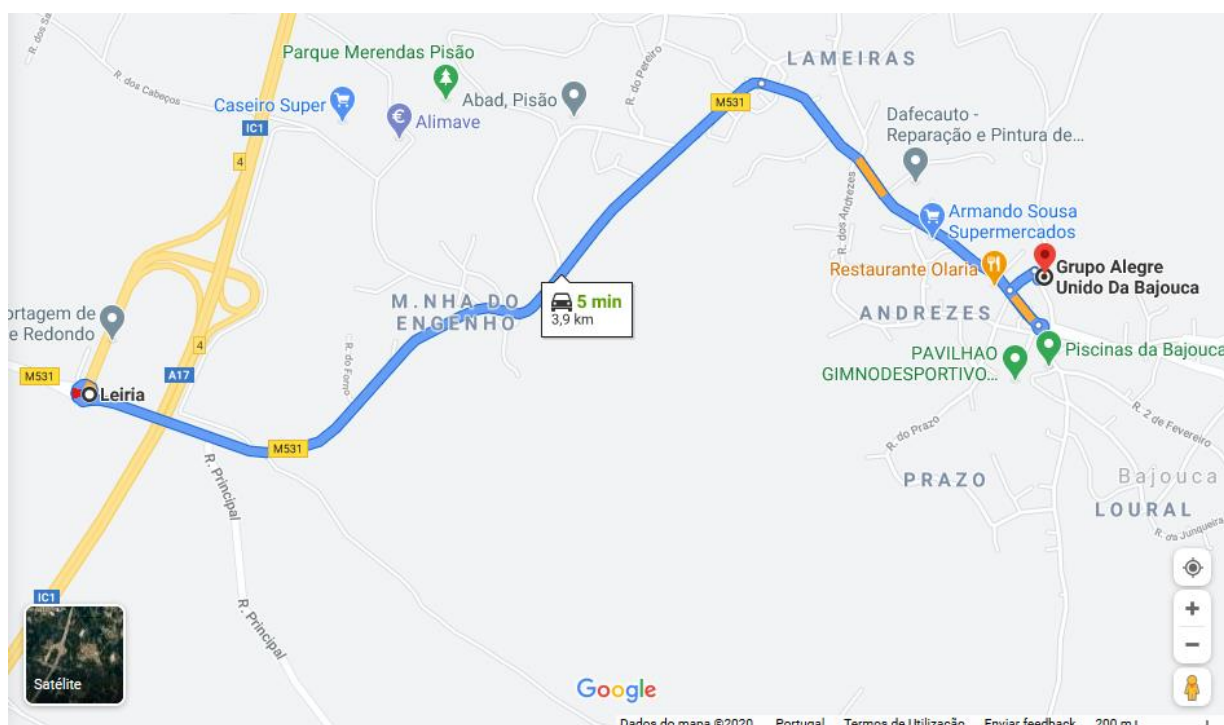 R. dos Sa
R. dos Cabeços
Parque Merendas Pisão
Caseiro Super
Alimave
Abad, Pisão
R. do Pereiro
M531
LAMEIRAS
Dafecauto -
Reparação e Pintura de...
IC1
4
R. dos Andrezes
Armando Sousa
Supermercados
Restaurante Olaria
Grupo Alegre
Unido Da Bajouca
5 min
3,9 km
M.NHA DO
ENGENHO
ANDREZES
ortagem de
e Redondo
4
R. do Forno
PAVILHAO
GIMNODESPORTIVO...
Piscinas da Bajouca
M531
A17
Leiria
M531
R. do Prazo
R. 2 de Fevereiro
R. Principal
PRAZO
Bajouca
LOURAL
R. da Junqueira
IC1
R. Principal
Satélite
Google
Dados do mapa ©2020 Portugal Termos de Utilização Enviar feedback 200 m